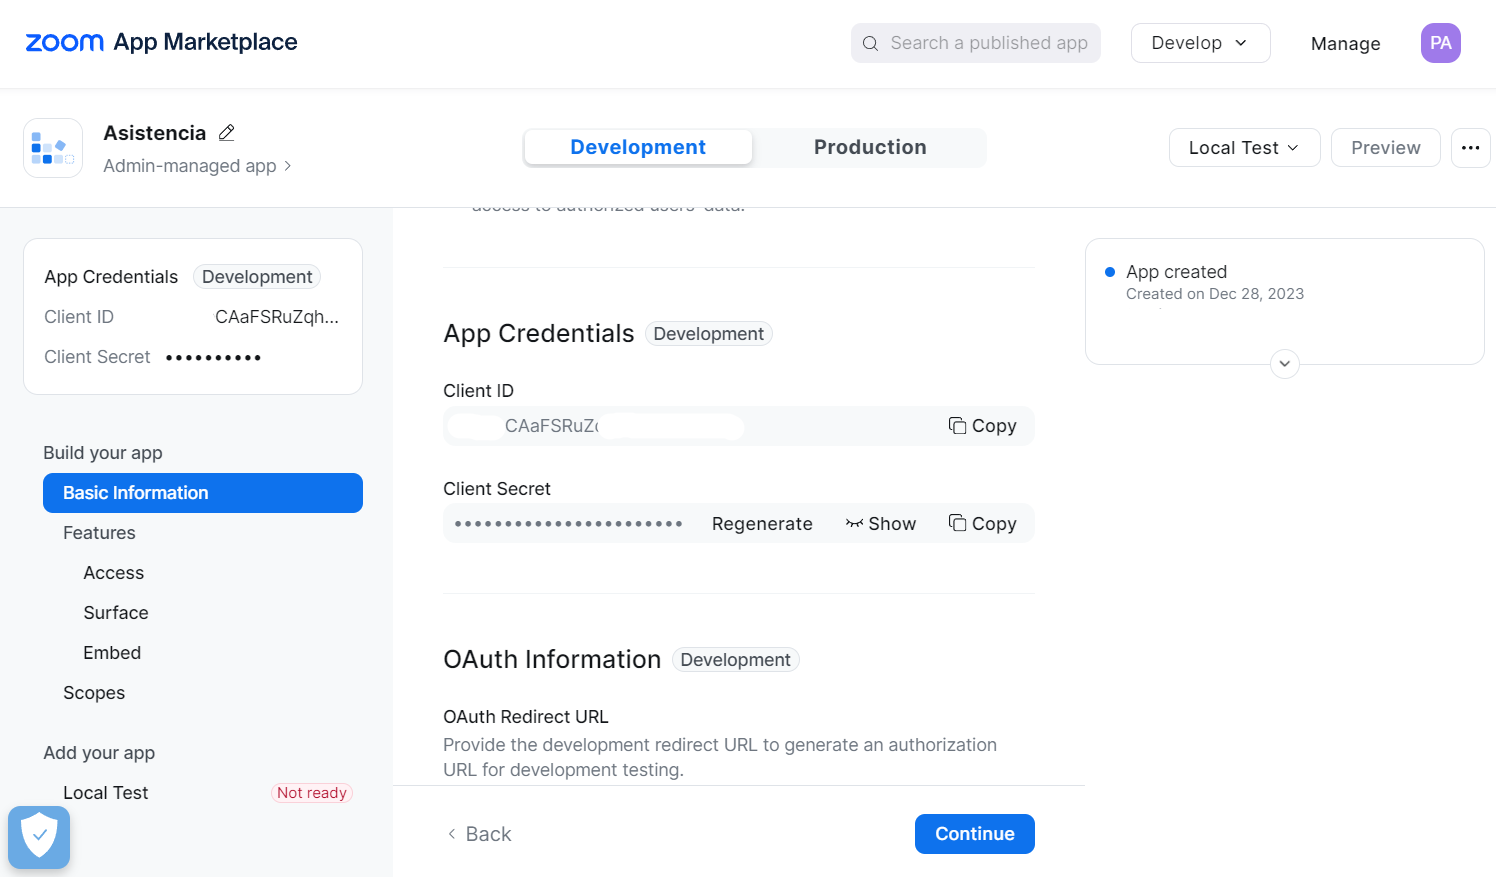 zoom App Marketplace
Search a published app
Develop
Manage
PA
Asistencia
Admin-managed app
Development
Production
Local Test
Preview
App Credentials Development
Client ID CAaFSRuZqh...
Client Secret ••••••••••
Build your app
Basic Information
Features
Access
Surface
Embed
Scopes
Add your app
Local Test Not ready
access to authorized users' data.
App Credentials Development
Client ID
CAaFSRuZ
Copy
Client Secret
•••••••••••••••••••••••
Regenerate
Show
Copy
OAuth Information Development
OAuth Redirect URL
Provide the development redirect URL to generate an authorization
URL for development testing.
Back
Continue
App created
Created on Dec 28, 2023